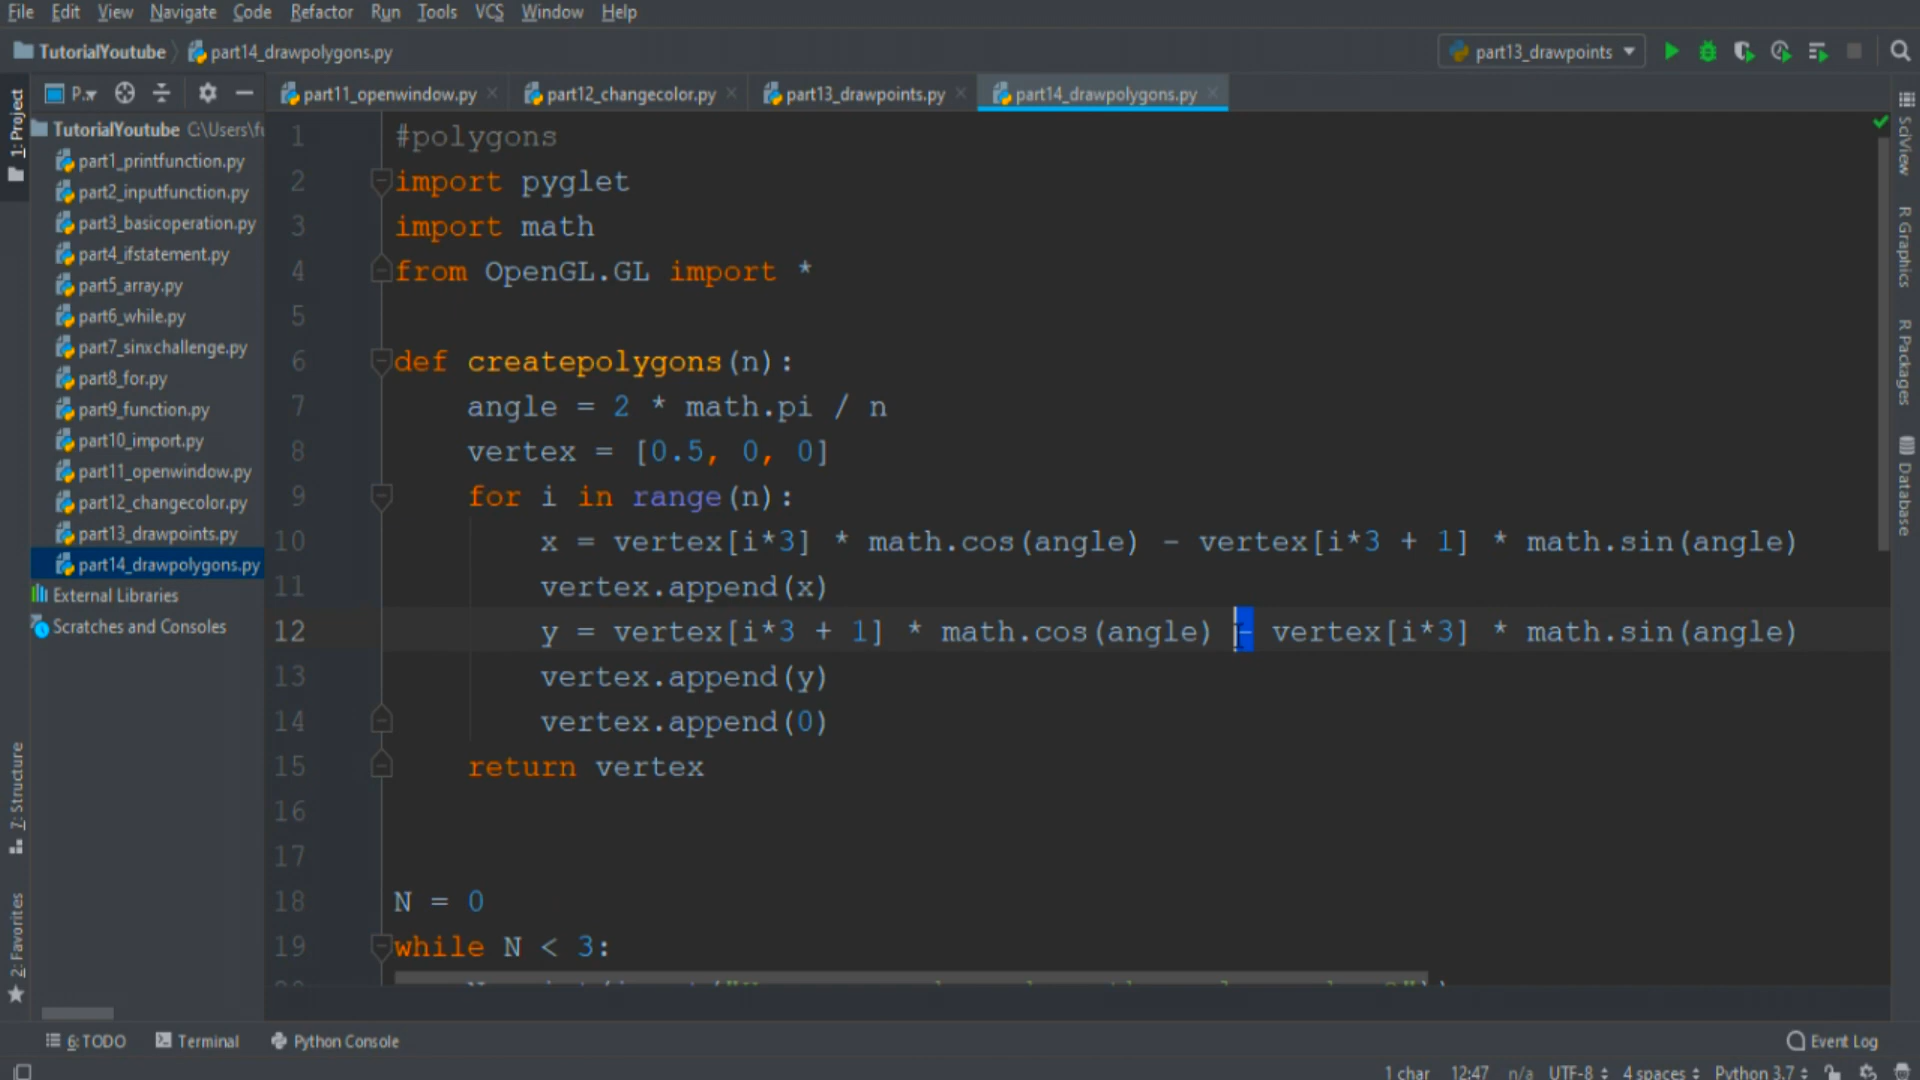 File Edit View Navigate Code Refactor Run Tools VCS Window Help
TutorialYoutube part14_drawpolygons.py part13_drawpoints
P.. part11_openwindow.py part12_changecolor.py part13_drawpoints.py part14_drawpolygons.py
1: Project
TutorialYoutube C:\Users\fu
part1_printfunction.py
part2_inputfunction.py
part3_basicoperation.py
part4_ifstatement.py
part5_array.py
part6_while.py
part7_sinxchallenge.py
part8_for.py
part9_function.py
part10_import.py
part11_openwindow.py
part12_changecolor.py
part13_drawpoints.py
part14_drawpolygons.py
External Libraries
Scratches and Consoles
7: Structure
2: Favorites
1 #polygons
2 import pyglet
3 import math
4 from OpenGL.GL import *
5
6 def createpolygons(n):
7 angle = 2 * math.pi / n
8 vertex = [0.5, 0, 0]
9 for i in range(n):
10 x = vertex[i*3] * math.cos(angle) - vertex[i*3 + 1] * math.sin(angle)
11 vertex.append(x)
12 y = vertex[i*3 + 1] * math.cos(angle) - vertex[i*3] * math.sin(angle)
13 vertex.append(y)
14 vertex.append(0)
15 return vertex
16
17
18 N = 0
19 while N < 3:
SciView
R Graphics
R Packages
Database
6: TODO Terminal Python Console Event Log
1 char 12:47 n/a UTF-8 4 spaces Python 3.7